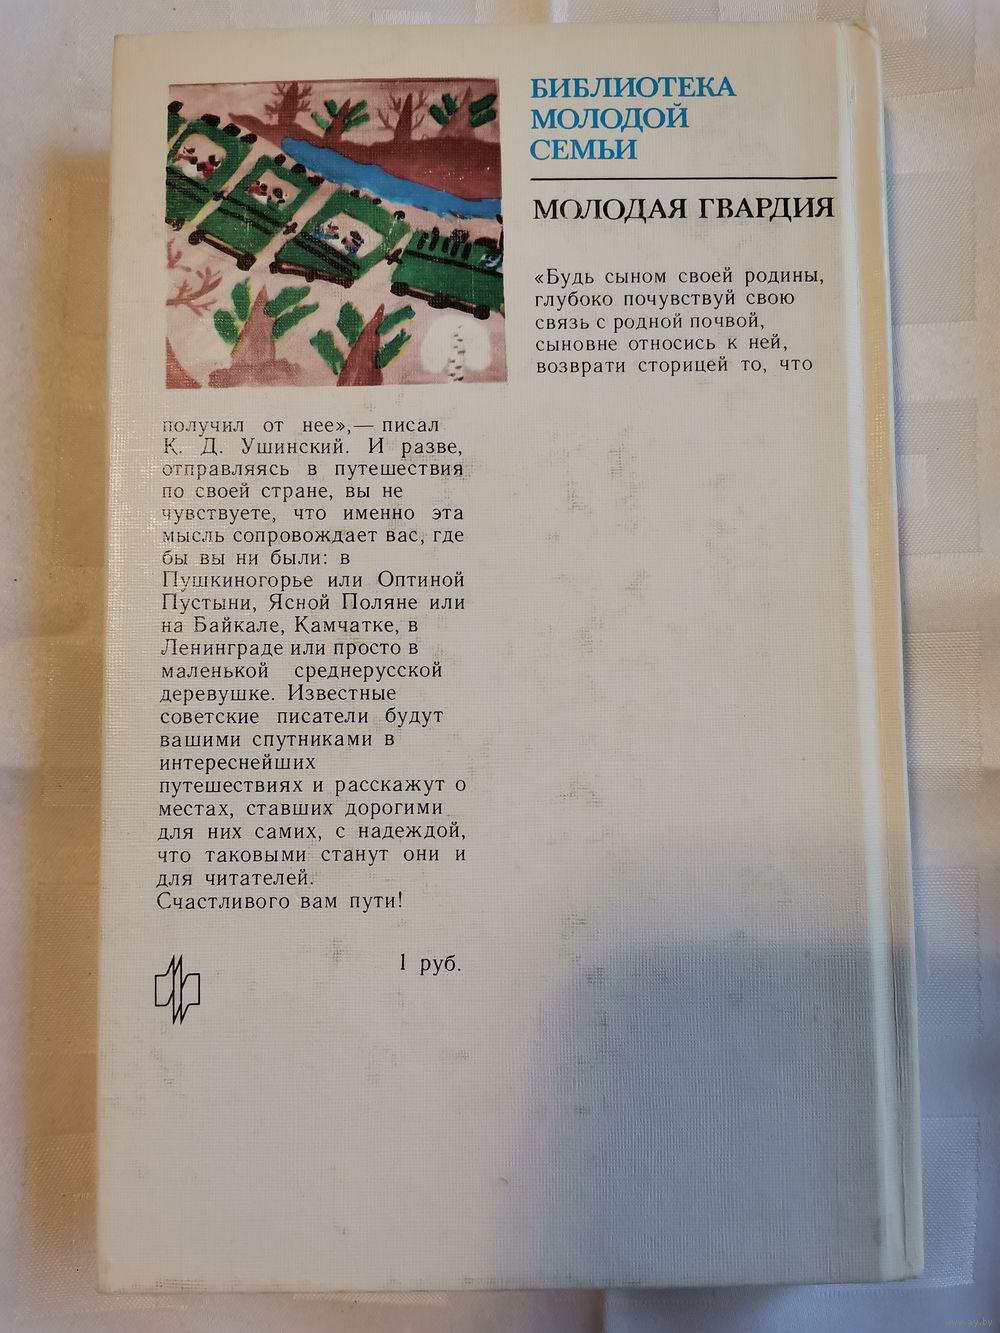 БИБЛИОТЕКА
МОЛОДОЙ
СЕМЬИ
МОЛОДАЯ ГВАРДИЯ
«Будь сыном своей родины,
глубоко почувствуй свою
связь с родной почвой,
сыновне относись к ней,
возврати сторицей то, что
получил от нее»,— писал
К. Д. Ушинский. И разве,
отправляясь в путешествия
по своей стране, вы не
чувствуете, что именно эта
мысль сопровождает вас, где
бы вы ни были: в
Пушкиногорье или Оптиной
Пустыни, Ясной Поляне или
на Байкале, Камчатке, в
Ленинграде или просто в
маленькой среднерусской
деревушке. Известные
советские писатели будут
вашими спутниками в
интереснейших
путешествиях и расскажут о
местах, ставших дорогими
для них самих, с надеждой,
что таковыми станут они и
для читателей.
Счастливого вам пути!
1 руб.
www.ay.by